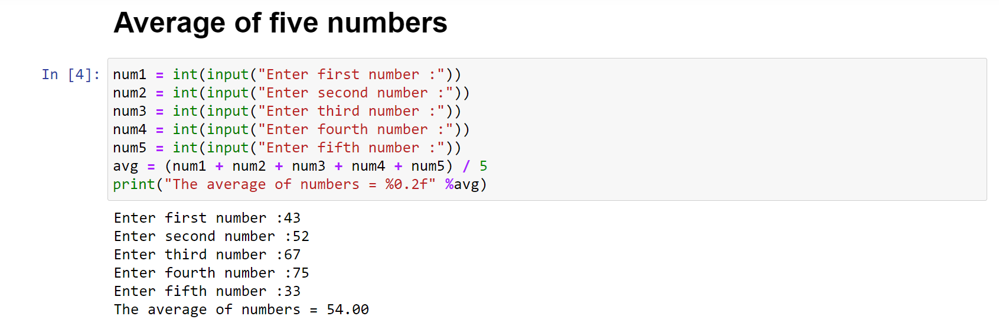 Average of five numbers
In [4]: num1 = int(input("Enter first number :"))
num2 = int(input("Enter second number :"))
num3 = int(input("Enter third number :"))
num4 = int(input("Enter fourth number :"))
num5 = int(input("Enter fifth number :"))
avg = (num1 + num2 + num3 + num4 + num5) / 5
print("The average of numbers = %0.2f" %avg)
Enter first number :43
Enter second number :52
Enter third number :67
Enter fourth number :75
Enter fifth number :33
The average of numbers = 54.00